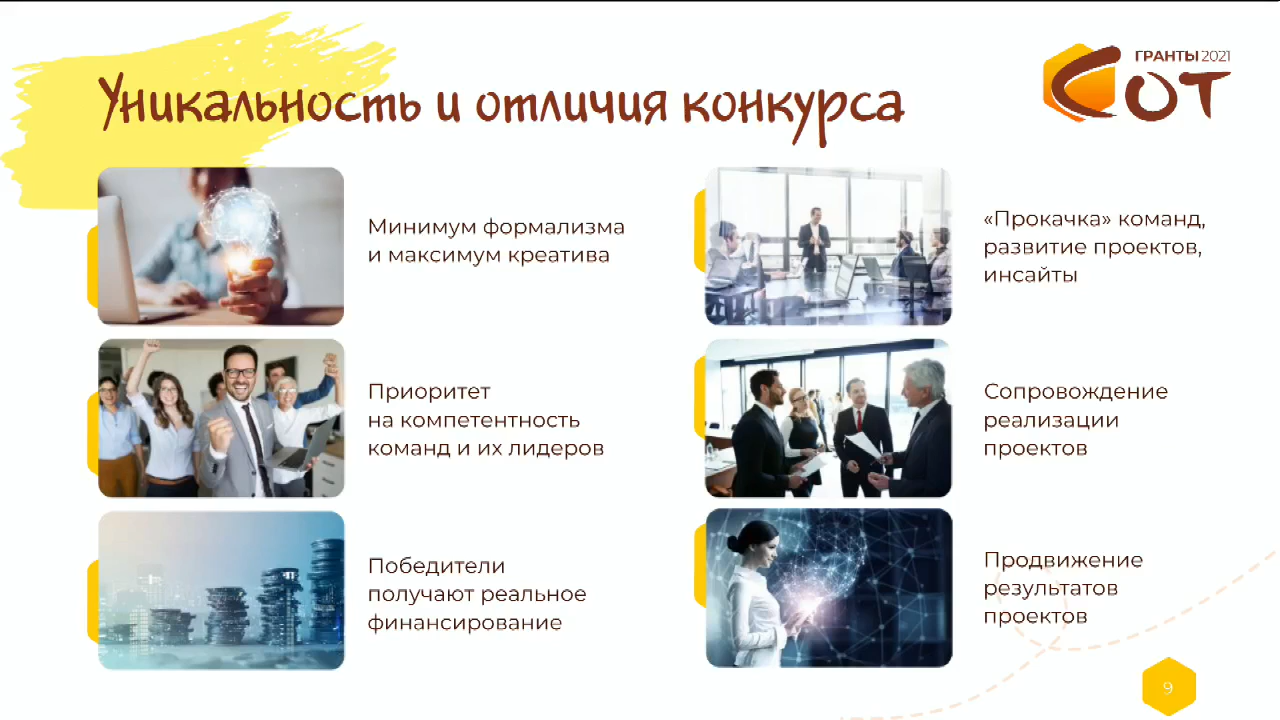 Уникальность и отличия конкурса
ГРАНТЫ 2021
СОТ
Минимум формализма
и максимум креатива
Приоритет
на компетентность
команд и их лидеров
Победители
получают реальное
финансирование
«Прокачка» команд,
развитие проектов,
инсайты
Сопровождение
реализации
проектов
Продвижение
результатов
проектов
9